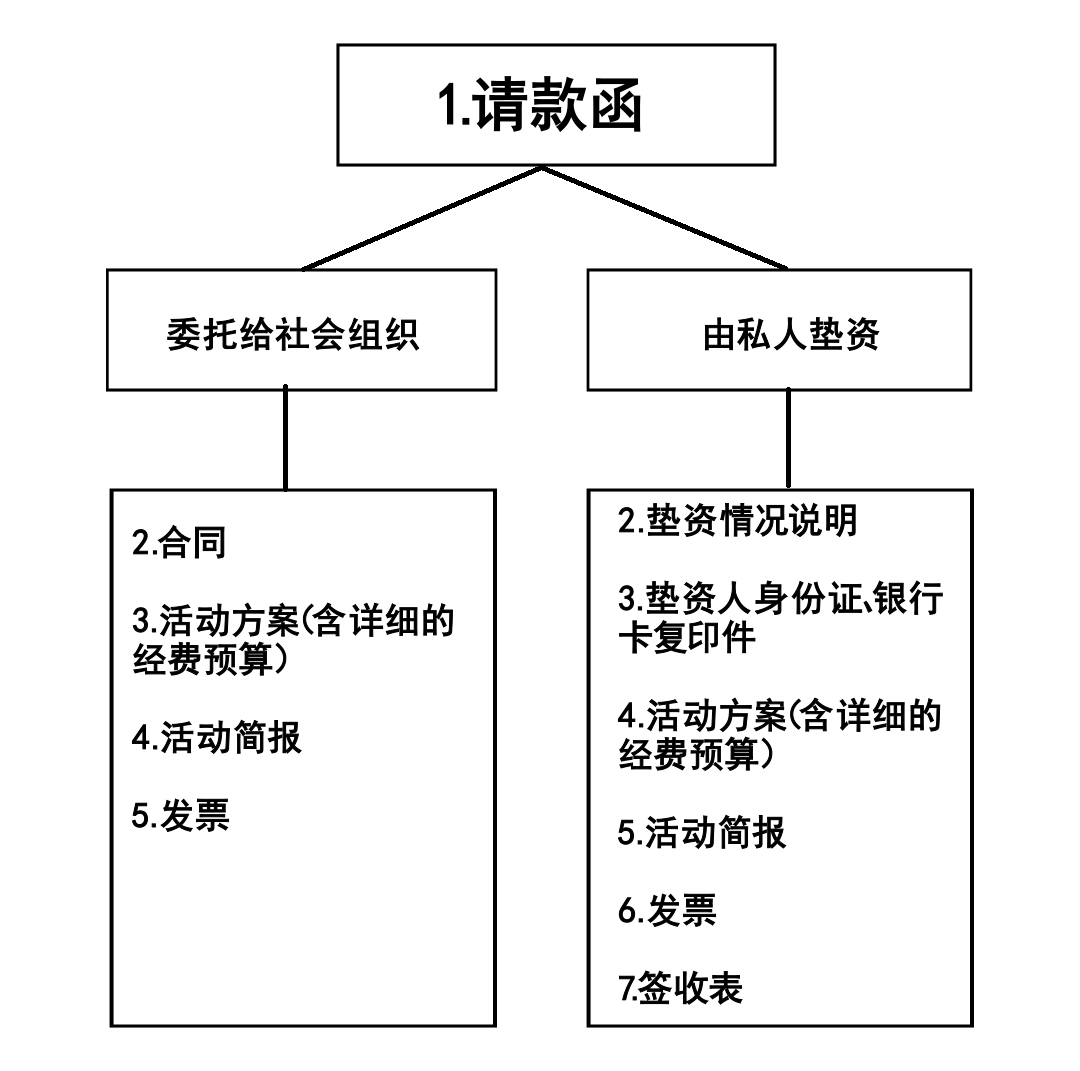 1.请款函
委托给社会组织
由私人垫资
2.合同
3.活动方案(含详细的
经费预算)
4.活动简报
5.发票
2.垫资情况说明
3.垫资人身份证、银行
卡复印件
4.活动方案(含详细的
经费预算)
5.活动简报
6.发票
7.签收表